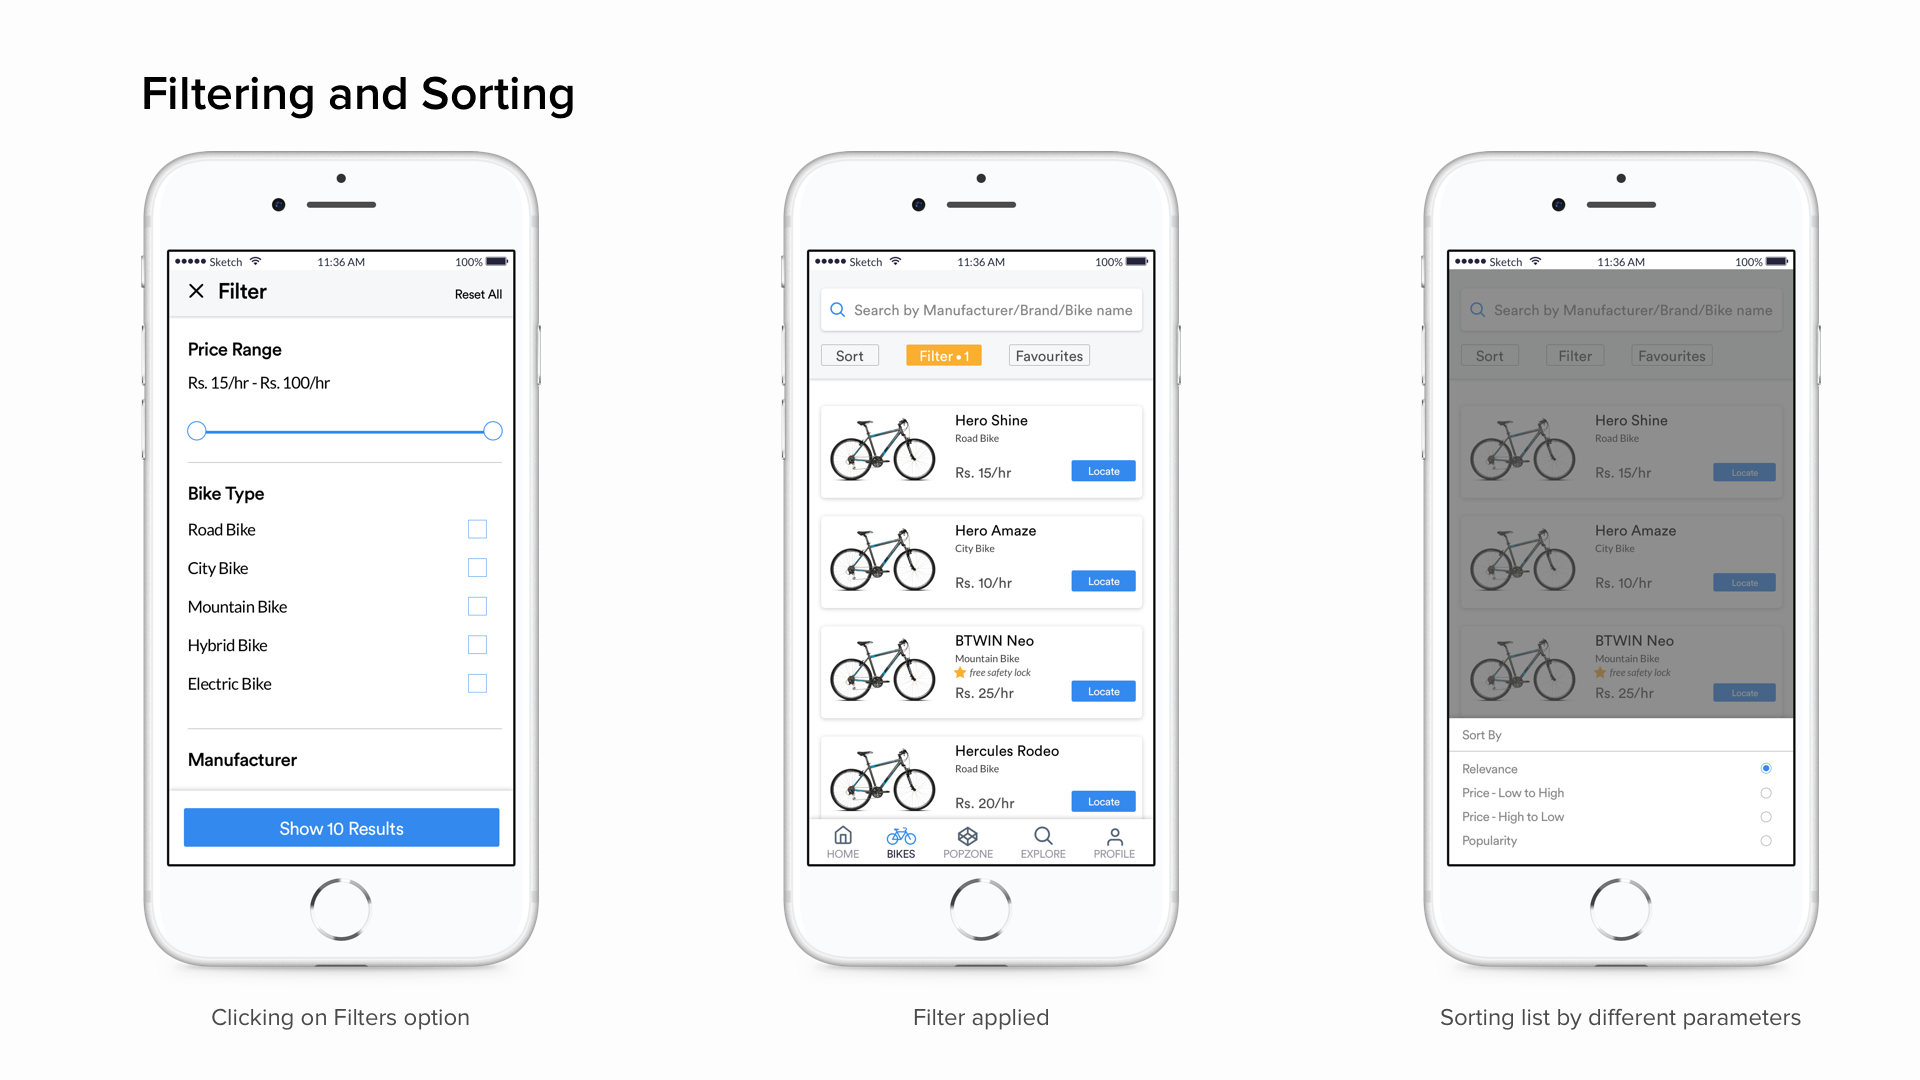 Filtering and Sorting
Sketch 11:36 AM 100%
Filter Reset All
Price Range
Rs. 15/hr - Rs. 100/hr
Bike Type
Road Bike
City Bike
Mountain Bike
Hybrid Bike
Electric Bike
Manufacturer
Show 10 Results
Clicking on Filters option
Sketch 11:36 AM 100%
Search by Manufacturer/Brand/Bike name
Sort Filter • 1 Favourites
Hero Shine
Road Bike
Rs. 15/hr Locate
Hero Amaze
City Bike
Rs. 10/hr Locate
BTWIN Neo
Mountain Bike
free safety lock
Rs. 25/hr Locate
Hercules Rodeo
Road Bike
Rs. 20/hr Locate
HOME BIKES POPZONE EXPLORE PROFILE
Filter applied
Sketch 11:36 AM 100%
Search by Manufacturer/Brand/Bike name
Sort Filter Favourites
Hero Shine
Road Bike
Rs. 15/hr Locate
Hero Amaze
City Bike
Rs. 10/hr Locate
BTWIN Neo
Mountain Bike
free safety lock
Rs. 25/hr Locate
Sort By
Relevance
Price - Low to High
Price - High to Low
Popularity
Sorting list by different parameters